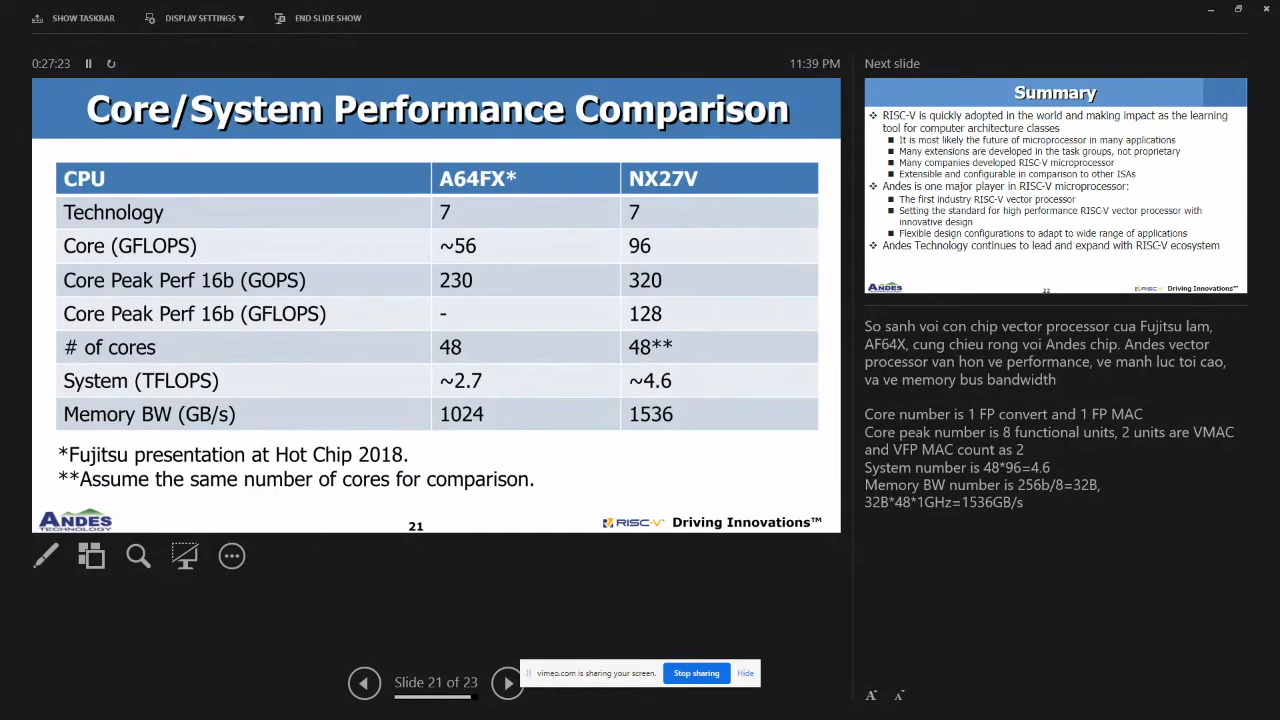 SHOW TASKBAR DISPLAY SETTINGS ▼ END SLIDE SHOW
0:27:23 11:39 PM
Core/System Performance Comparison
CPU A64FX* NX27V
Technology 7 7
Core (GFLOPS) ~56 96
Core Peak Perf 16b (GOPS) 230 320
Core Peak Perf 16b (GFLOPS) - 128
# of cores 48 48**
System (TFLOPS) ~2.7 ~4.6
Memory BW (GB/s) 1024 1536
*Fujitsu presentation at Hot Chip 2018.
**Assume the same number of cores for comparison.
ANDES TECHNOLOGY 21 RISC-V Driving Innovations™
Slide 21 of 23
vimeo.com is sharing your screen. Stop sharing Hide
Next slide
Summary
❖ RISC-V is quickly adopted in the world and making impact as the learning
tool for computer architecture classes
■ It is most likely the future of microprocessor in many applications
■ Many extensions are developed in the task groups, not proprietary
■ Many companies developed RISC-V microprocessor
■ Extensible and configurable in comparison to other ISAs
❖ Andes is one major player in RISC-V microprocessor:
■ The first industry RISC-V vector processor
■ Setting the standard for high performance RISC-V vector processor with
innovative design
■ Flexible design configurations to adapt to wide range of applications
❖ Andes Technology continues to lead and expand with RISC-V ecosystem
ANDES 22 RISC-V Driving Innovations™
So sanh voi con chip vector processor cua Fujitsu lam,
AF64X, cung chieu rong voi Andes chip. Andes vector
processor van hon ve performance, ve manh luc toi cao,
va ve memory bus bandwidth
Core number is 1 FP convert and 1 FP MAC
Core peak number is 8 functional units, 2 units are VMAC
and VFP MAC count as 2
System number is 48*96=4.6
Memory BW number is 256b/8=32B,
32B*48*1GHz=1536GB/s
A A